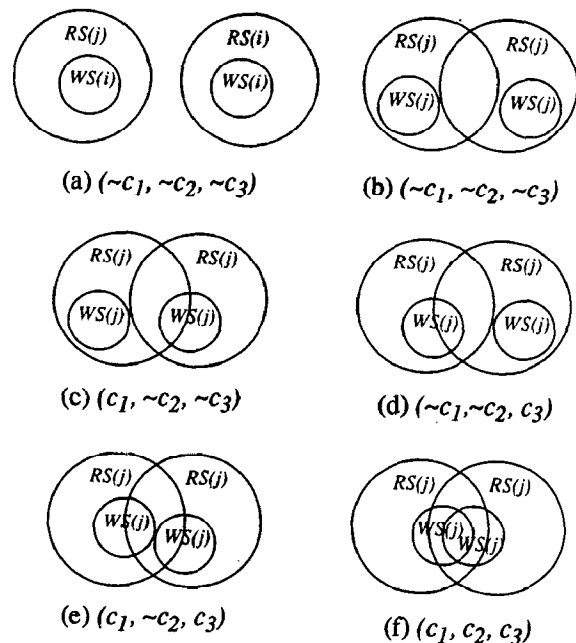 RS(j) RS(i) RS(j) RS(j)
WS(i) WS(i) WS(j) WS(j)
(a) (~c1, ~c2, ~c3) (b) (~c1, ~c2, ~c3)
RS(j) RS(j) RS(j) RS(j)
WS(j) WS(j) WS(j) WS(j)
(c) (c1, ~c2, ~c3) (d) (~c1,~c2, c3)
RS(j) RS(j) RS(j) RS(j)
WS(j) WS(j) WS(j) WS(j)
(e) (c1, ~c2, c3) (f) (c1, c2, c3)